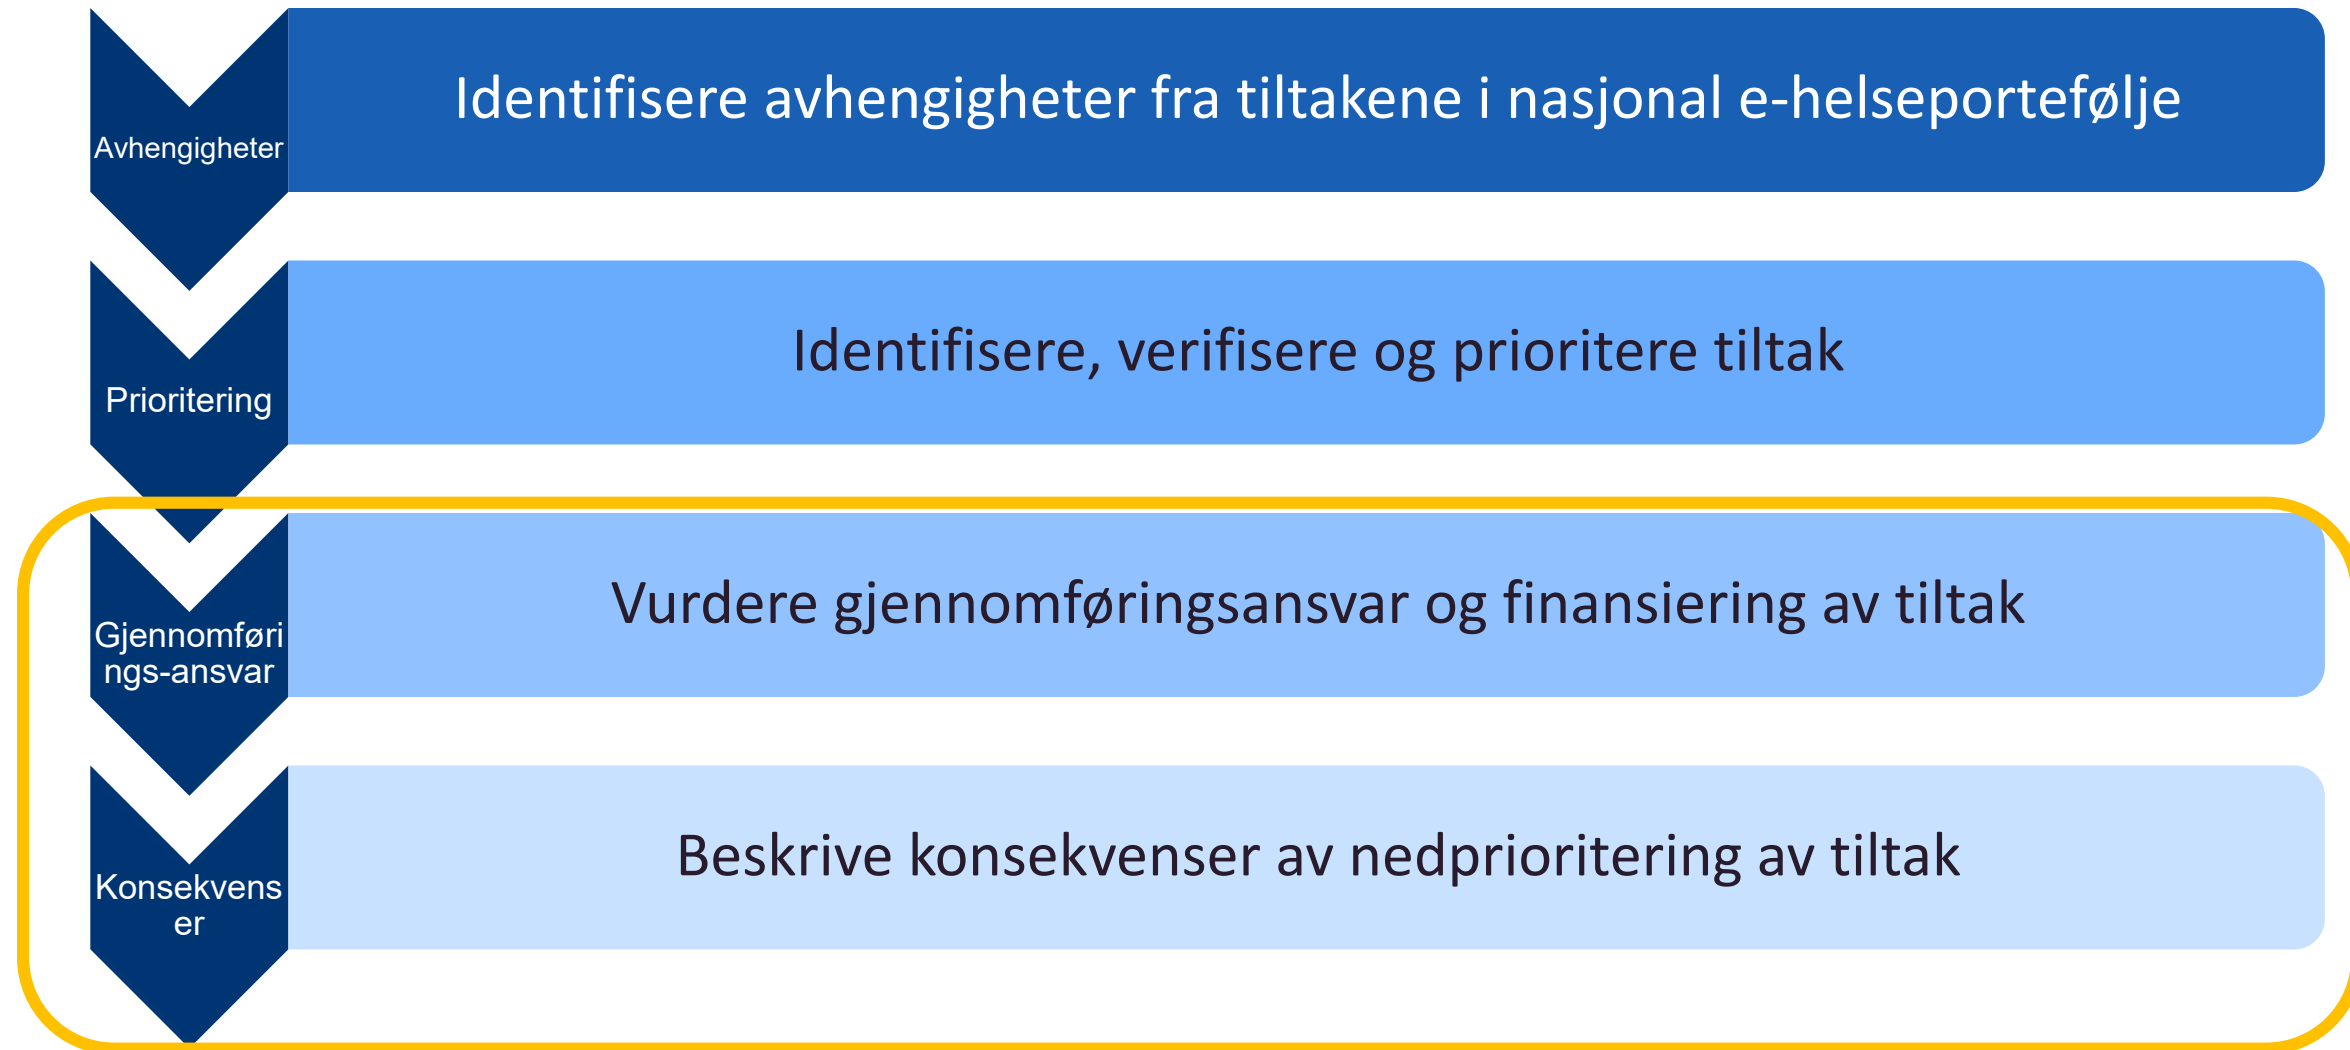 Identifisere avhengigheter fra tiltakene i nasjonal e-helseportefølje
Avhengigheter
Identifisere, verifisere og prioritere tiltak
Prioritering
Vurdere gjennomføringsansvar og finansiering av tiltak
Gjennomføri
ngs-ansvar
Beskrive konsekvenser av nedprioritering av tiltak
Konsekvens
er